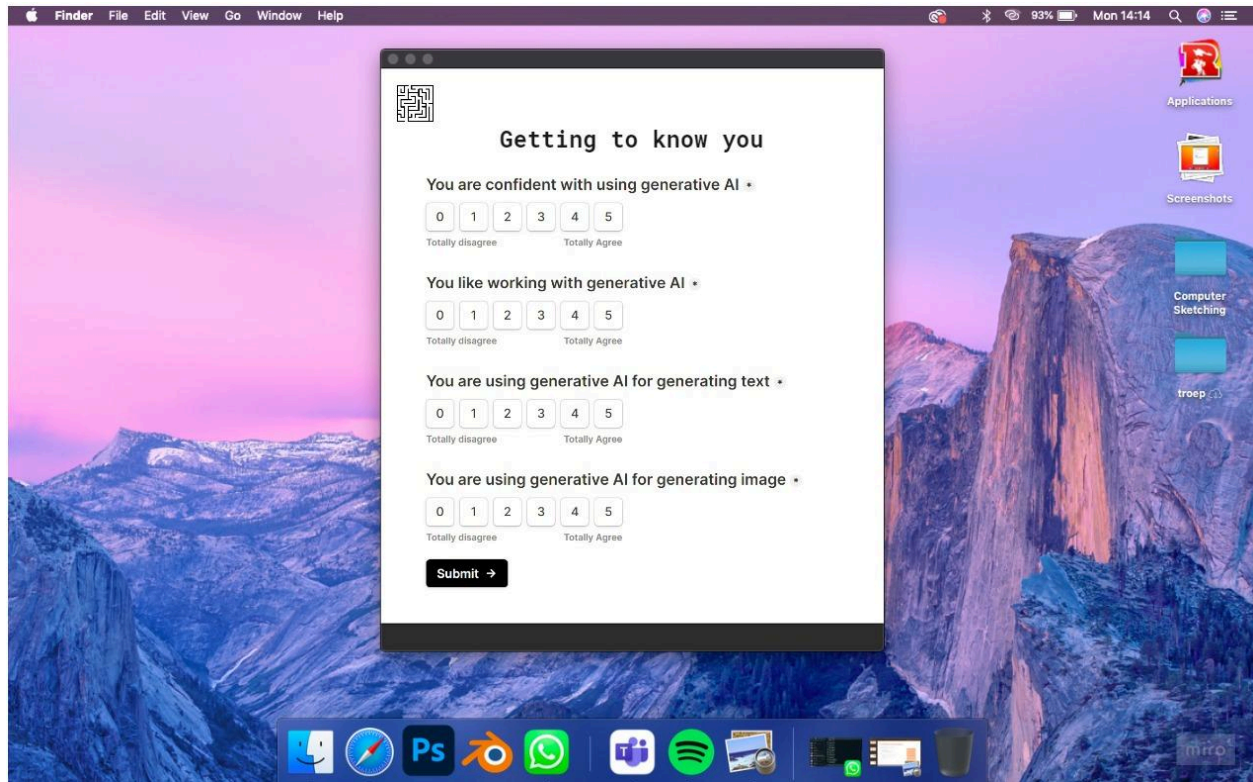 Finder File Edit View Go Window Help 93% Mon 14:14
Getting to know you
You are confident with using generative AI *
0 1 2 3 4 5
Totally disagree Totally Agree
You like working with generative AI *
0 1 2 3 4 5
Totally disagree Totally Agree
You are using generative AI for generating text *
0 1 2 3 4 5
Totally disagree Totally Agree
You are using generative AI for generating image *
0 1 2 3 4 5
Totally disagree Totally Agree
Submit →
Applications
Screenshots
Computer
Sketching
troep
Ps
miro